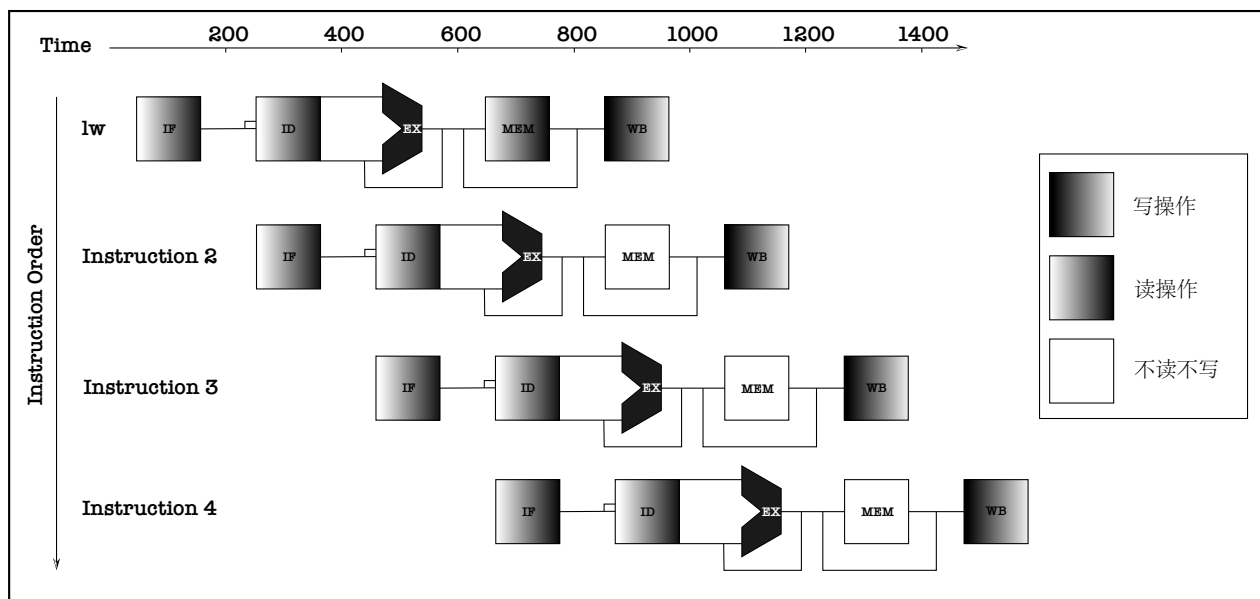 Time 200 400 600 800 1000 1200 1400
Instruction Order
lw IF ID EX MEM WB
Instruction 2 IF ID EX MEM WB
Instruction 3 IF ID EX MEM WB
Instruction 4 IF ID EX MEM WB
写操作
读操作
不读不写